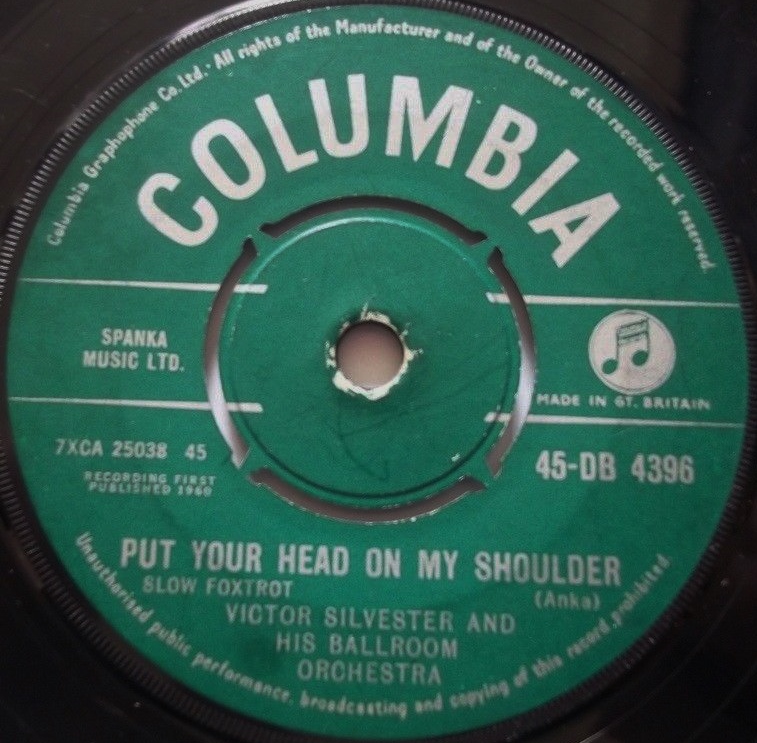 Columbia Graphophone Co. Ltd. · All rights of the Manufacturer and of the Owner of the recorded work reserved.
COLUMBIA
SPANKA
MUSIC LTD.
MADE IN GT. BRITAIN
7XCA 25038 45
45-DB 4396
RECORDING FIRST
PUBLISHED 1960
PUT YOUR HEAD ON MY SHOULDER
SLOW FOXTROT
(Anka)
VICTOR SILVESTER AND
HIS BALLROOM
ORCHESTRA
Unauthorised public performance, broadcasting and copying of this record prohibited.